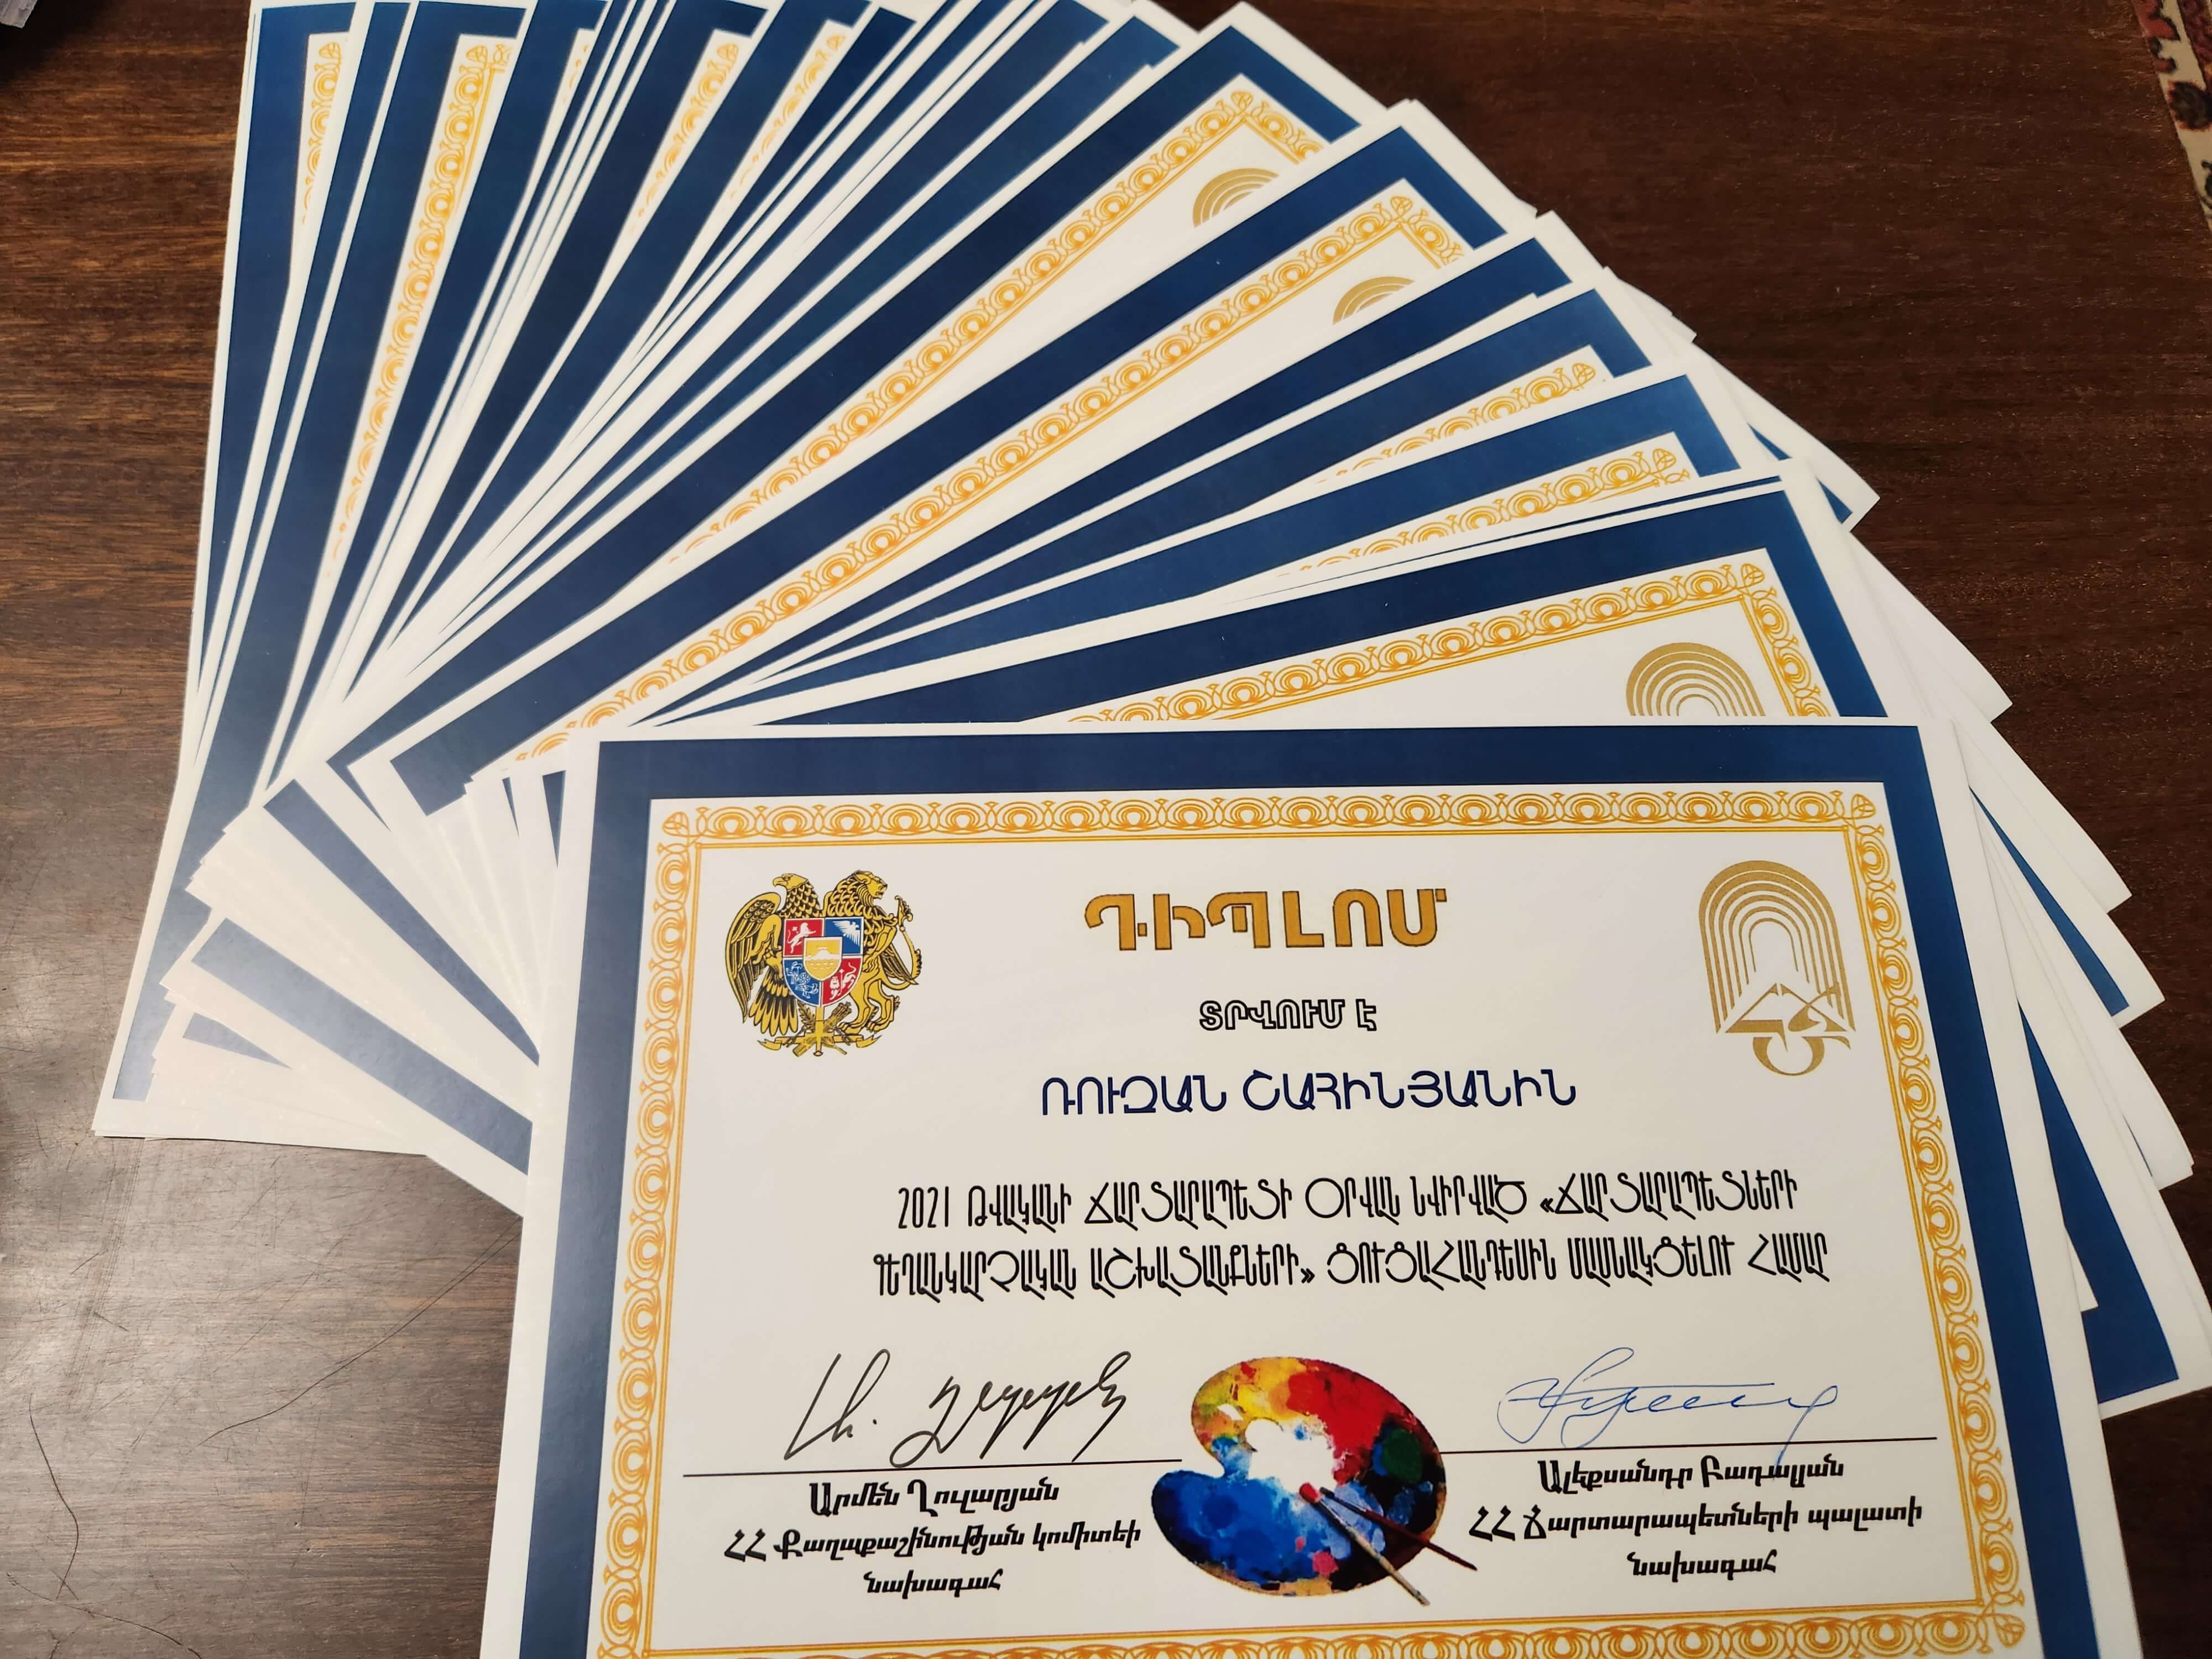 ԴԻՊԼՈՄ
ՏՐՎՈՒՄ Է
ՌՈՒԶԱՆ ՇԱՀԻՆՅԱՆԻՆ
2021 ԹՎԱԿԱՆԻ ՃԱՐՏԱՐԱՊԵՏԻ ՕՐՎԱՆ ՆՎԻՐՎԱԾ «ՃԱՐՏԱՐԱՊԵՏՆԵՐԻ
ԳԵՂԱՆԿԱՐՉԱԿԱՆ ԱՇԽԱՏԱՆՔՆԵՐԻ» ՑՈՒՑԱՀԱՆԴԵՍԻՆ ՄԱՍՆԱԿՑԵԼՈՒ ՀԱՄԱՐ
Արմեն Ղուլարյան
ՀՀ Քաղաքաշինության կոմիտեի
նախագահ
Ալեքսանդր Բադալյան
ՀՀ Ճարտարապետների պալատի
նախագահ